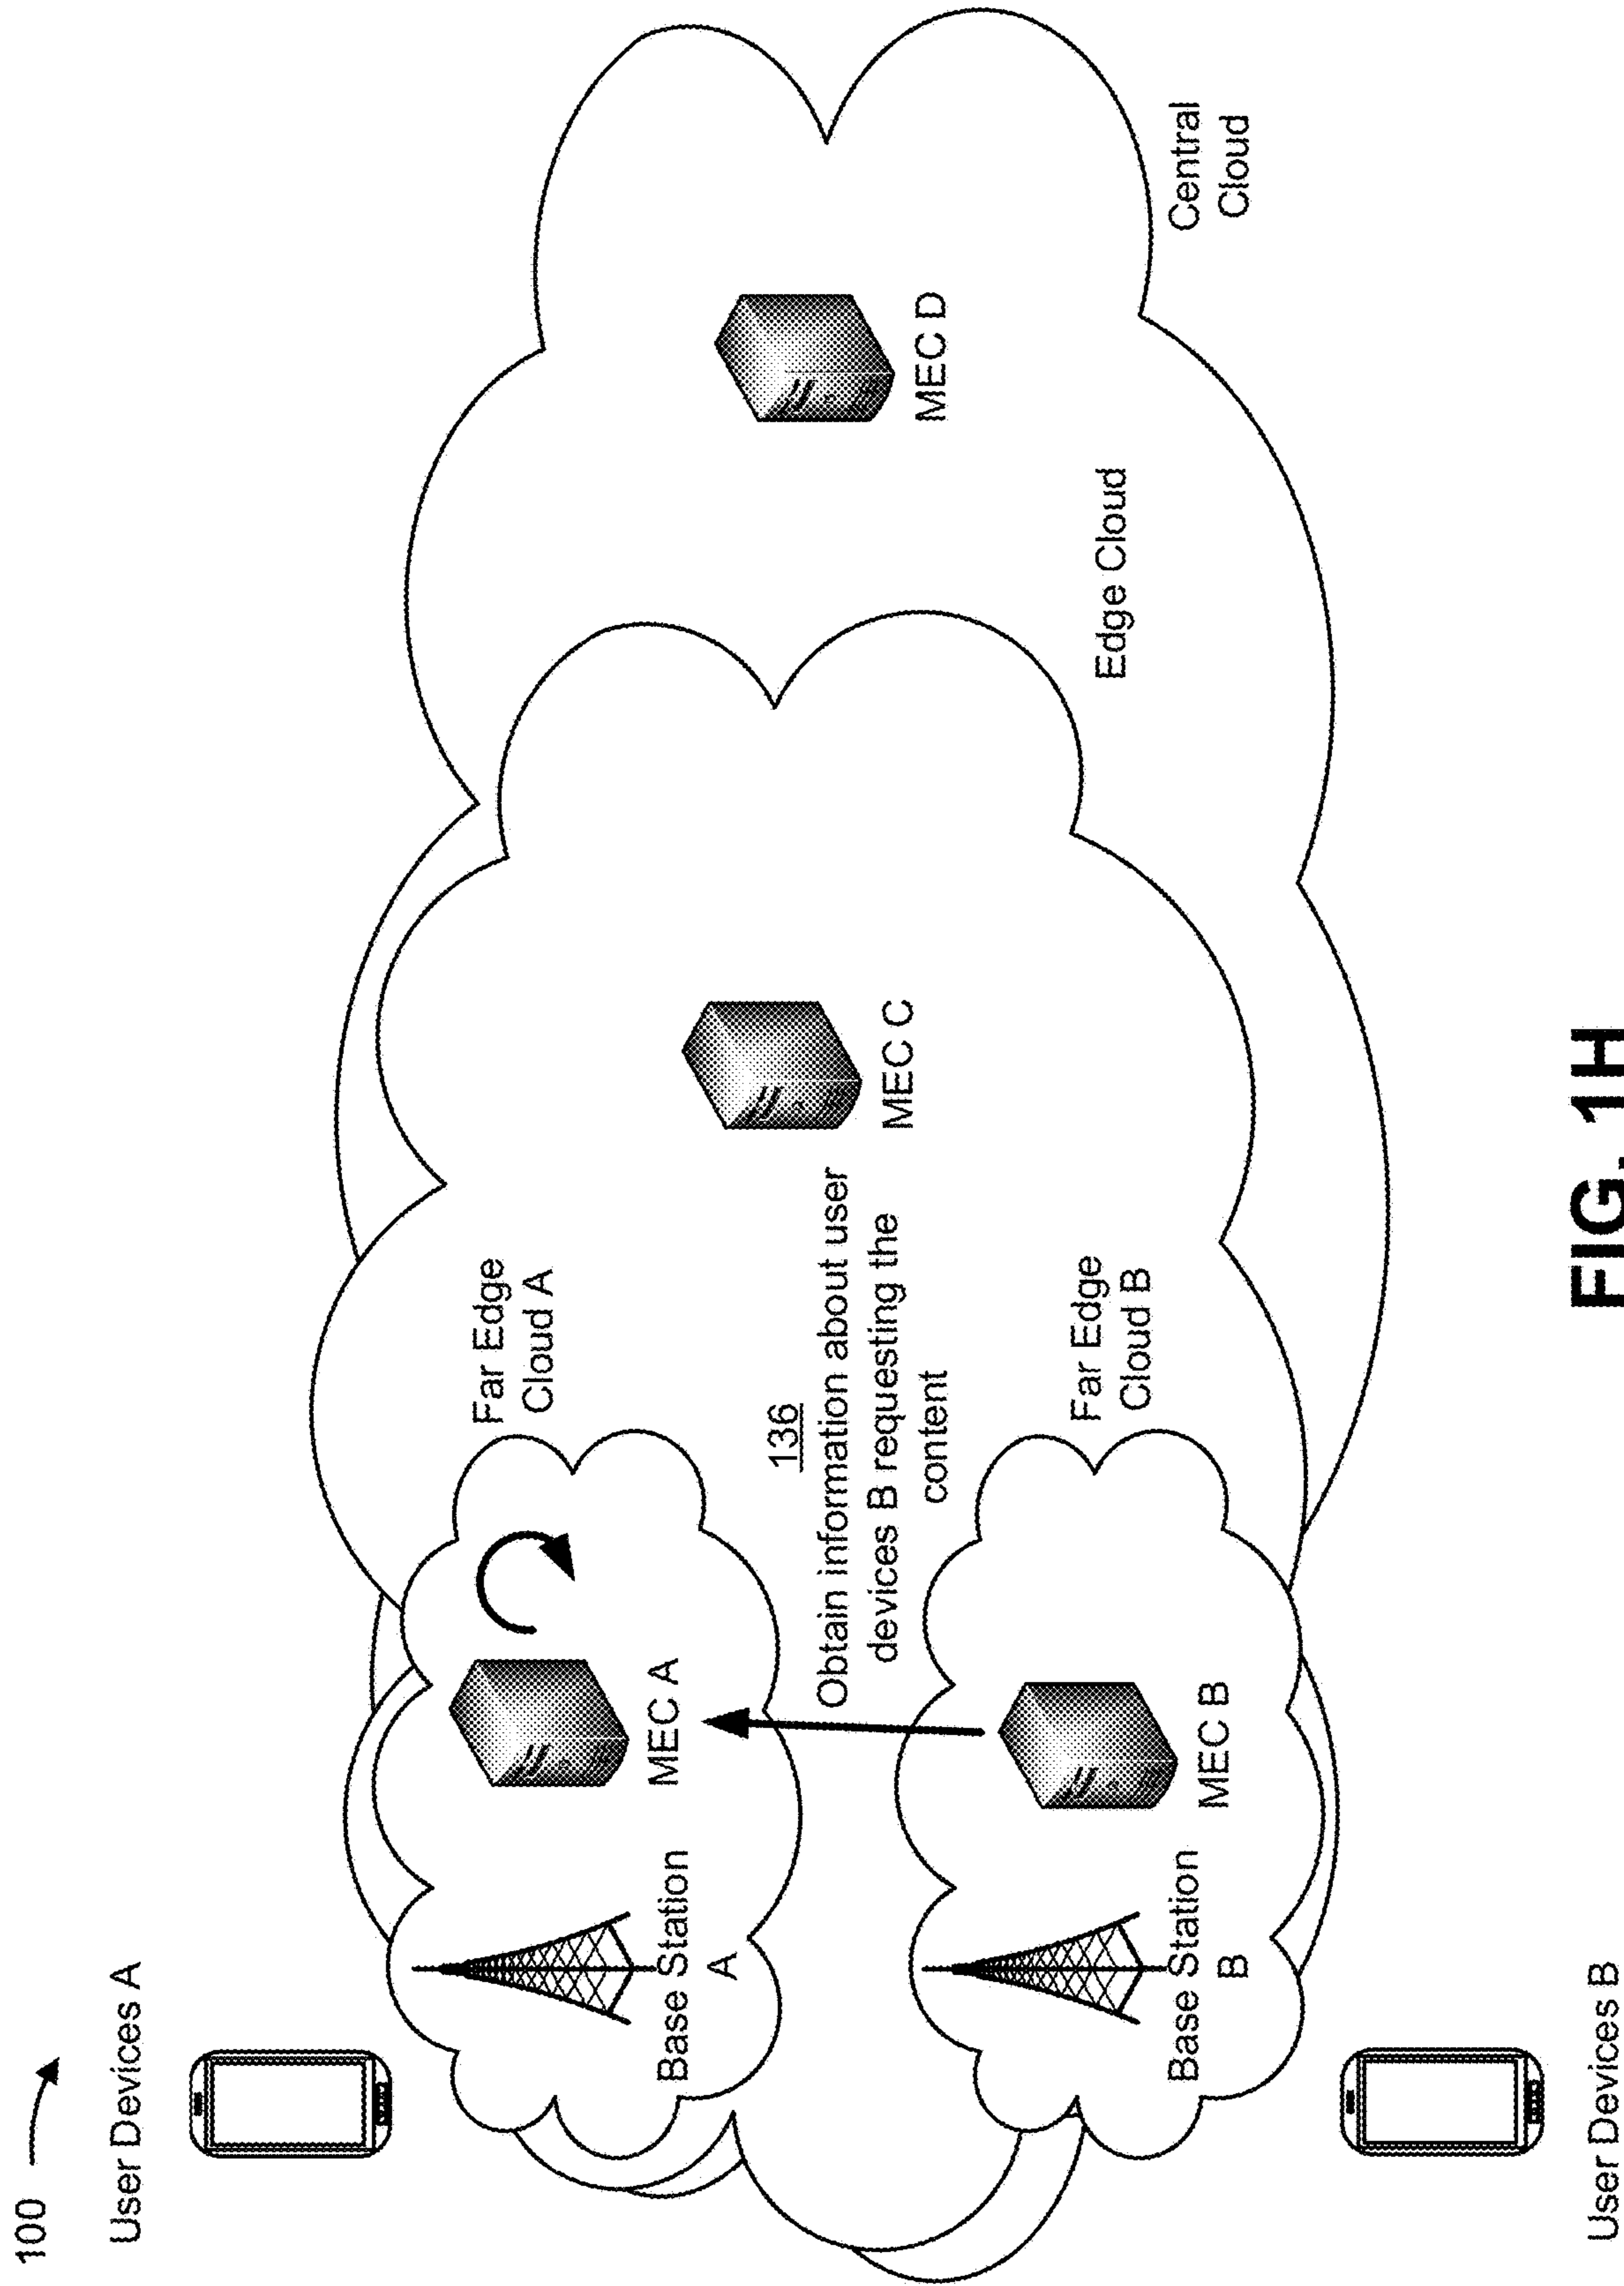 100
User Devices A
Base Station
A
MEC A
Far Edge
Cloud A
136
Obtain information about user
devices B requesting the
content
MEC C
MEC D
Base Station
B
MEC B
Far Edge
Cloud B
Edge Cloud
Central
Cloud
User Devices B
FIG. 1H